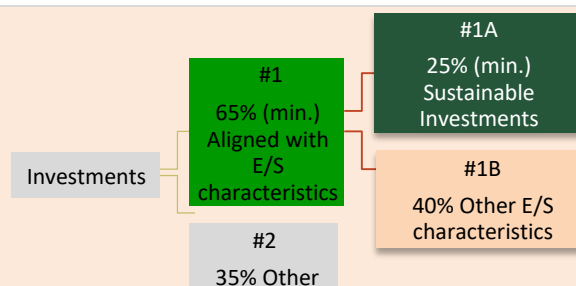 Investments
#1
65% (min.)
Aligned with
E/S
characteristics
#2
35% Other
#1A
25% (min.)
Sustainable
Investments
#1B
40% Other E/S
characteristics